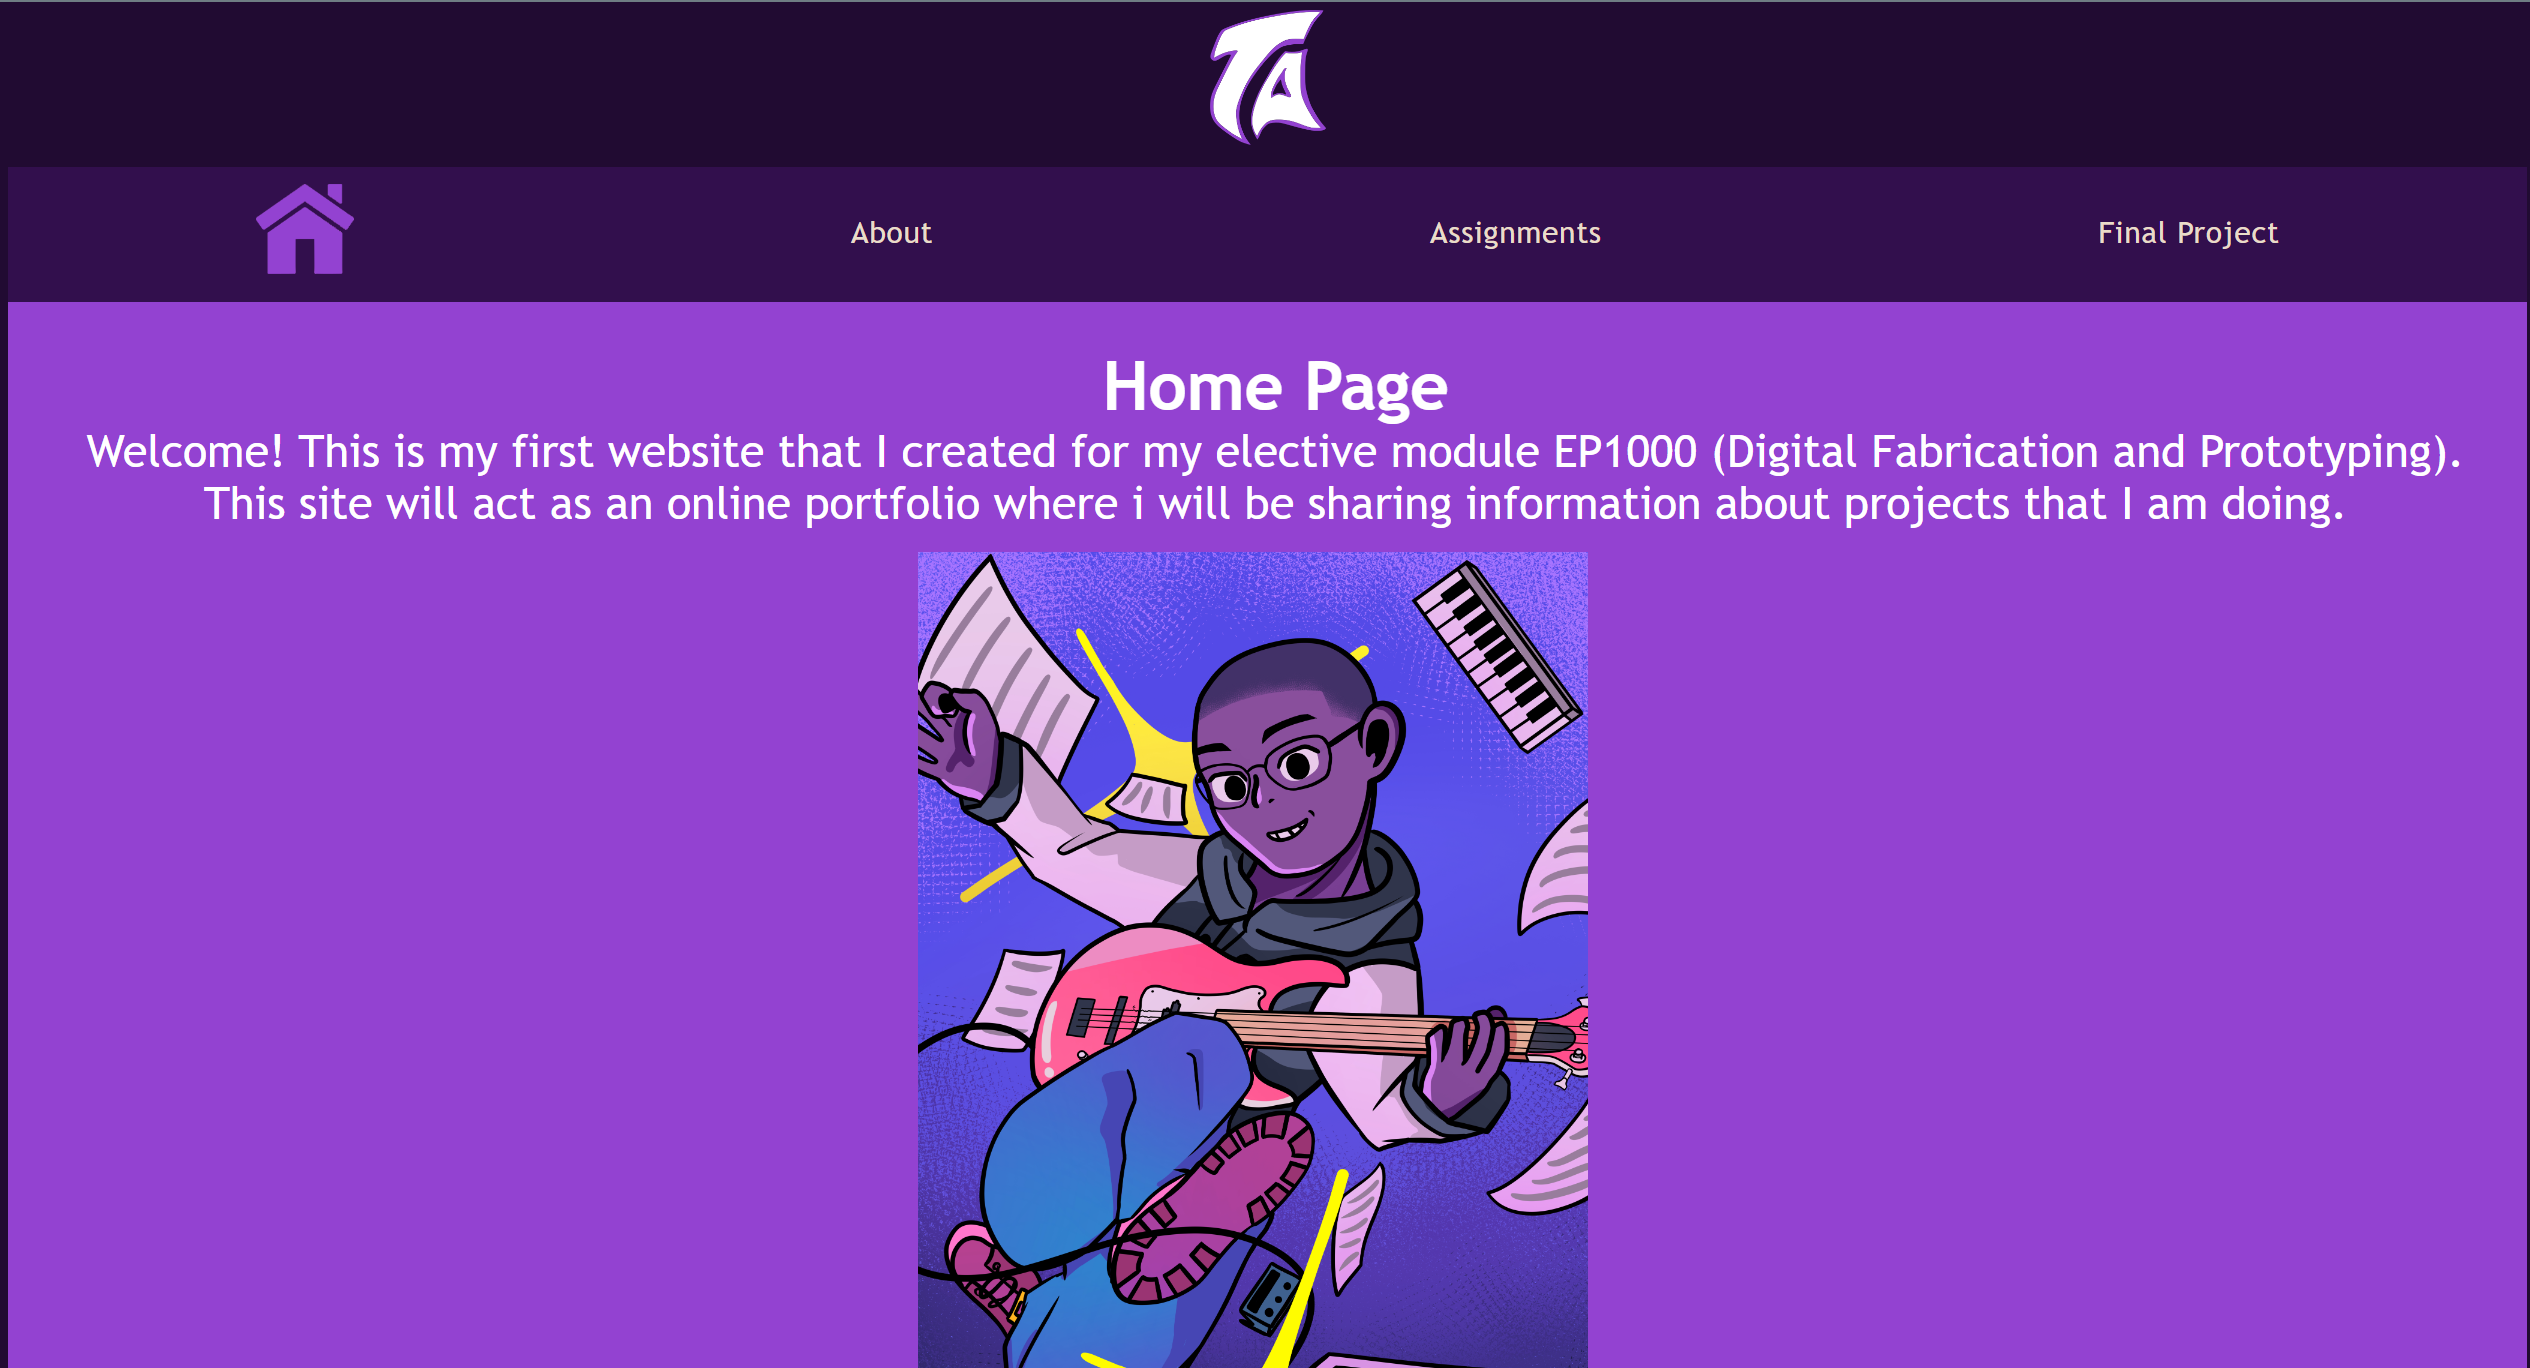 TA
About
Assignments
Final Project
Home Page
Welcome! This is my first website that I created for my elective module EP1000 (Digital Fabrication and Prototyping).
This site will act as an online portfolio where i will be sharing information about projects that I am doing.